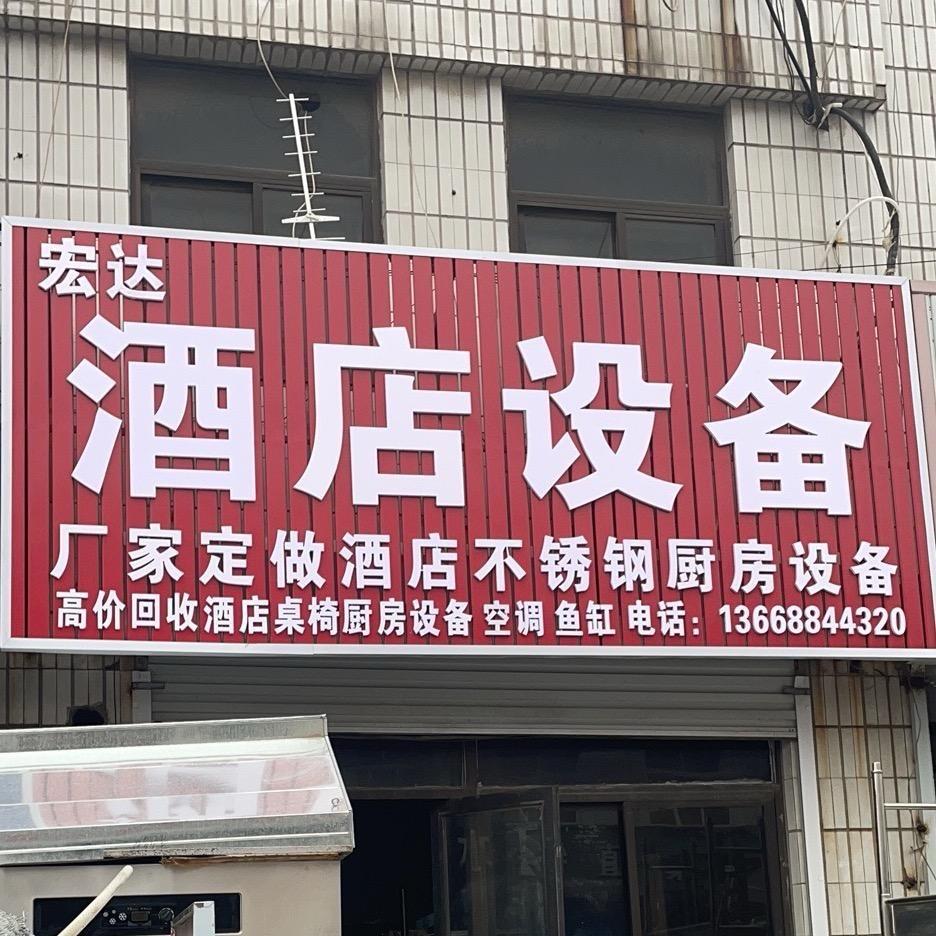 宏达
酒店设备
厂家定做酒店不锈钢厨房设备
高价回收酒店桌椅厨房设备 空调 鱼缸 电话：13668844320